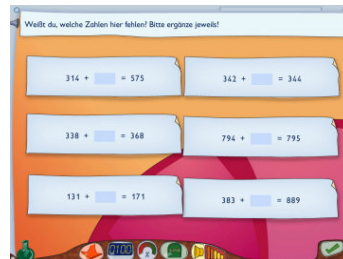 Weißt du, welche Zahlen hier fehlen? Bitte ergänze jeweils!
314 + = 575
342 + = 344
338 + = 368
794 + = 795
131 + = 171
383 + = 889
0100